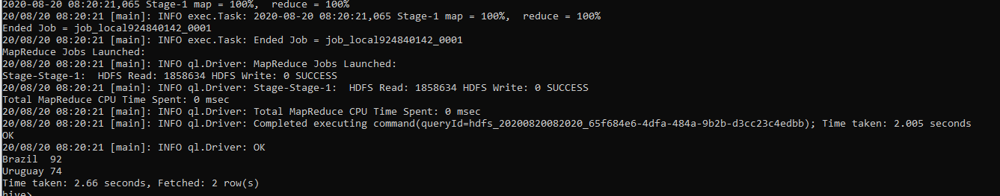 2020-08-20 08:20:21,065 Stage-1 map = 100%,  reduce = 100%
20/08/20 08:20:21 [main]: INFO exec.Task: 2020-08-20 08:20:21,065 Stage-1 map = 100%,  reduce = 100%
Ended Job = job_local924840142_0001
20/08/20 08:20:21 [main]: INFO exec.Task: Ended Job = job_local924840142_0001
MapReduce Jobs Launched:
20/08/20 08:20:21 [main]: INFO ql.Driver: MapReduce Jobs Launched:
Stage-Stage-1:  HDFS Read: 1858634 HDFS Write: 0 SUCCESS
20/08/20 08:20:21 [main]: INFO ql.Driver: Stage-Stage-1:  HDFS Read: 1858634 HDFS Write: 0 SUCCESS
Total MapReduce CPU Time Spent: 0 msec
20/08/20 08:20:21 [main]: INFO ql.Driver: Total MapReduce CPU Time Spent: 0 msec
20/08/20 08:20:21 [main]: INFO ql.Driver: Completed executing command(queryId=hdfs_20200820082020_65f684e6-4dfa-484a-9b2b-d3cc23c4edbb); Time taken: 2.005 seconds
OK
20/08/20 08:20:21 [main]: INFO ql.Driver: OK
Brazil  92
Uruguay 74
Time taken: 2.66 seconds, Fetched: 2 row(s)
hive>